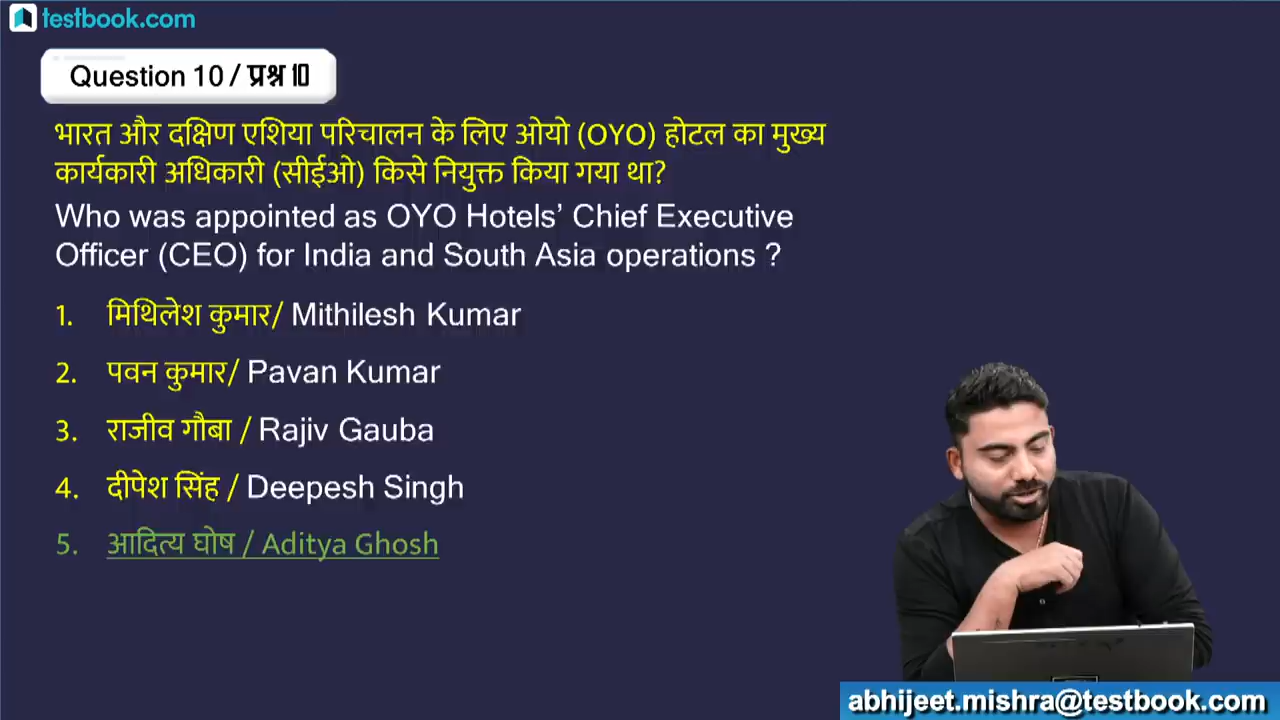 testbook.com
Question 10 / प्रश्न 10
भारत और दक्षिण एशिया परिचालन के लिए ओयो (OYO) होटल का मुख्य
कार्यकारी अधिकारी (सीईओ) किसे नियुक्त किया गया था?
Who was appointed as OYO Hotels’ Chief Executive
Officer (CEO) for India and South Asia operations ?
1. मिथिलेश कुमार/ Mithilesh Kumar
2. पवन कुमार/ Pavan Kumar
3. राजीव गौबा / Rajiv Gauba
4. दीपेश सिंह / Deepesh Singh
5. आदित्य घोष / Aditya Ghosh
abhijeet.mishra@testbook.com